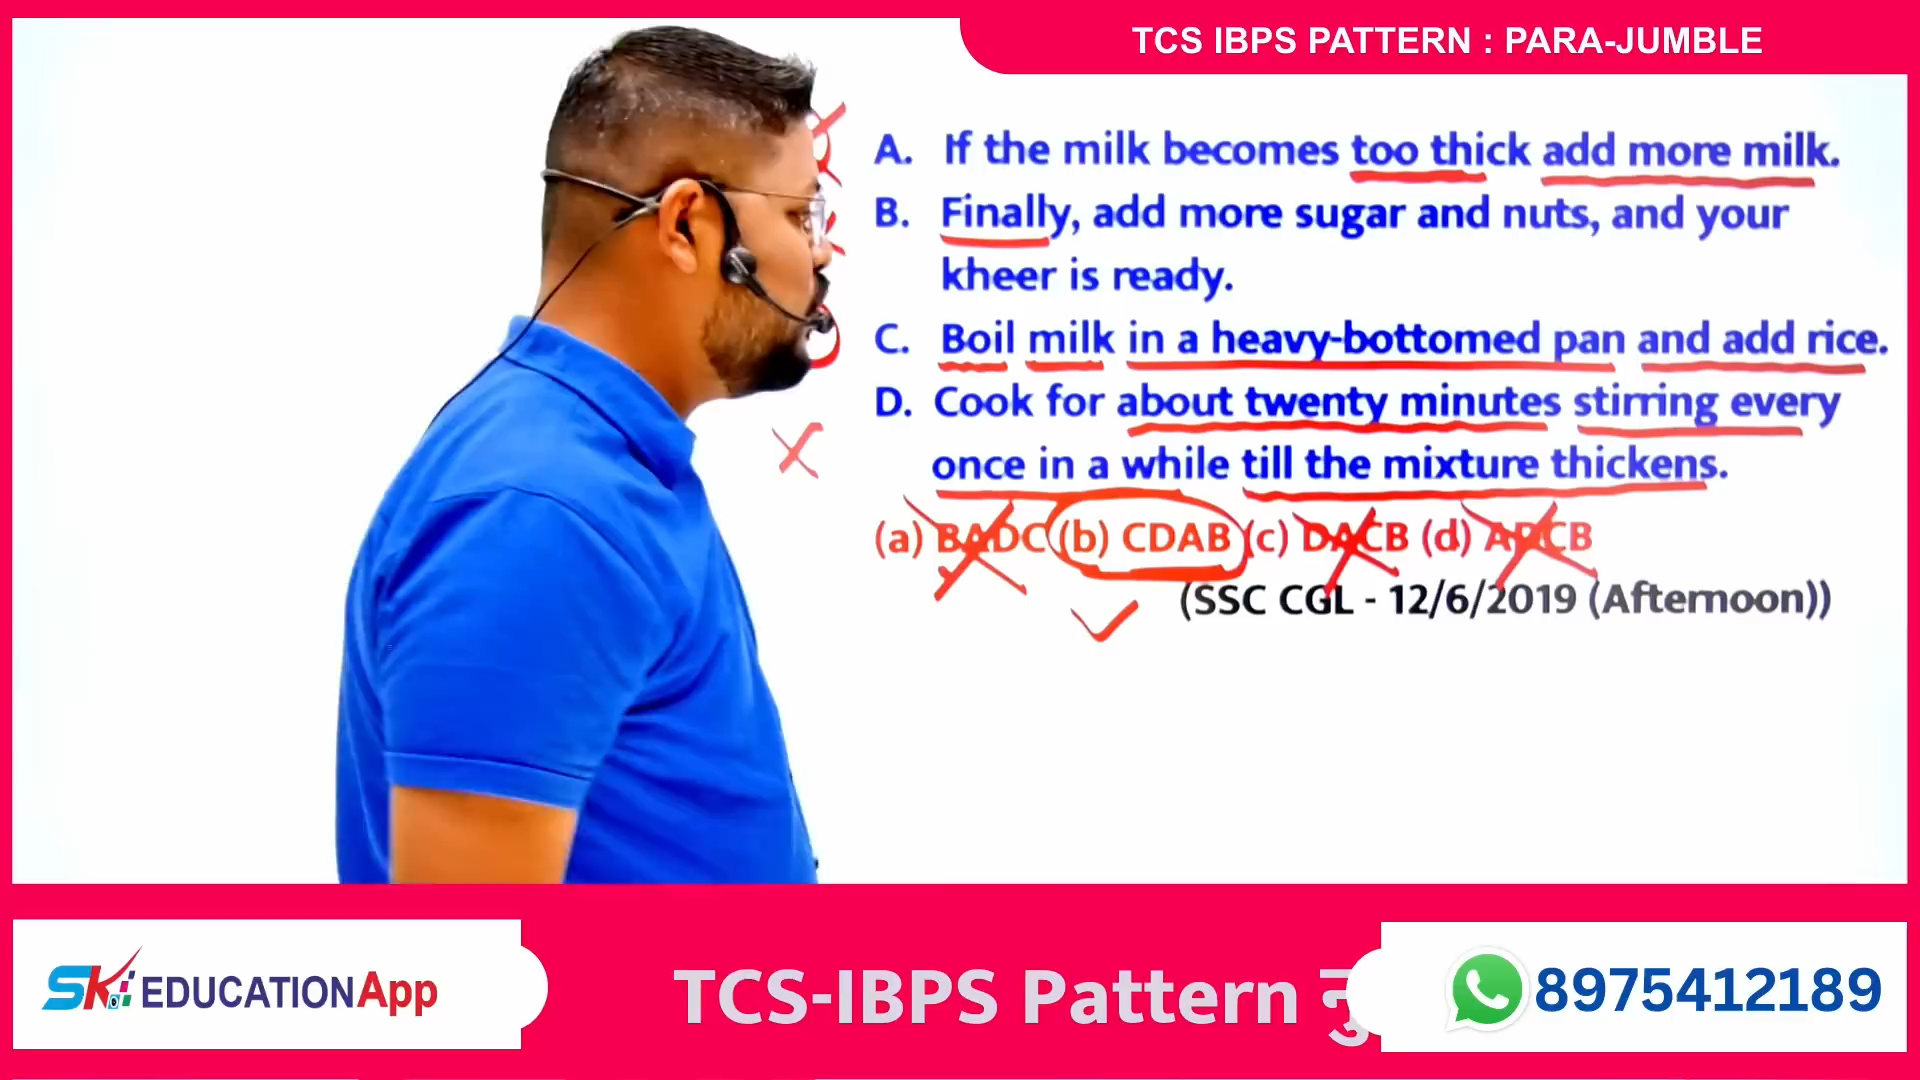 TCS IBPS PATTERN : PARA-JUMBLE
A. If the milk becomes too thick add more milk.
B. Finally, add more sugar and nuts, and your
kheer is ready.
C. Boil milk in a heavy-bottomed pan and add rice.
D. Cook for about twenty minutes stirring every
once in a while till the mixture thickens.
(a) BADC (b) CDAB (c) DACB (d) ADCB
(SSC CGL - 12/6/2019 (Afternoon))
SK EDUCATION App
TCS-IBPS Pattern नु
8975412189